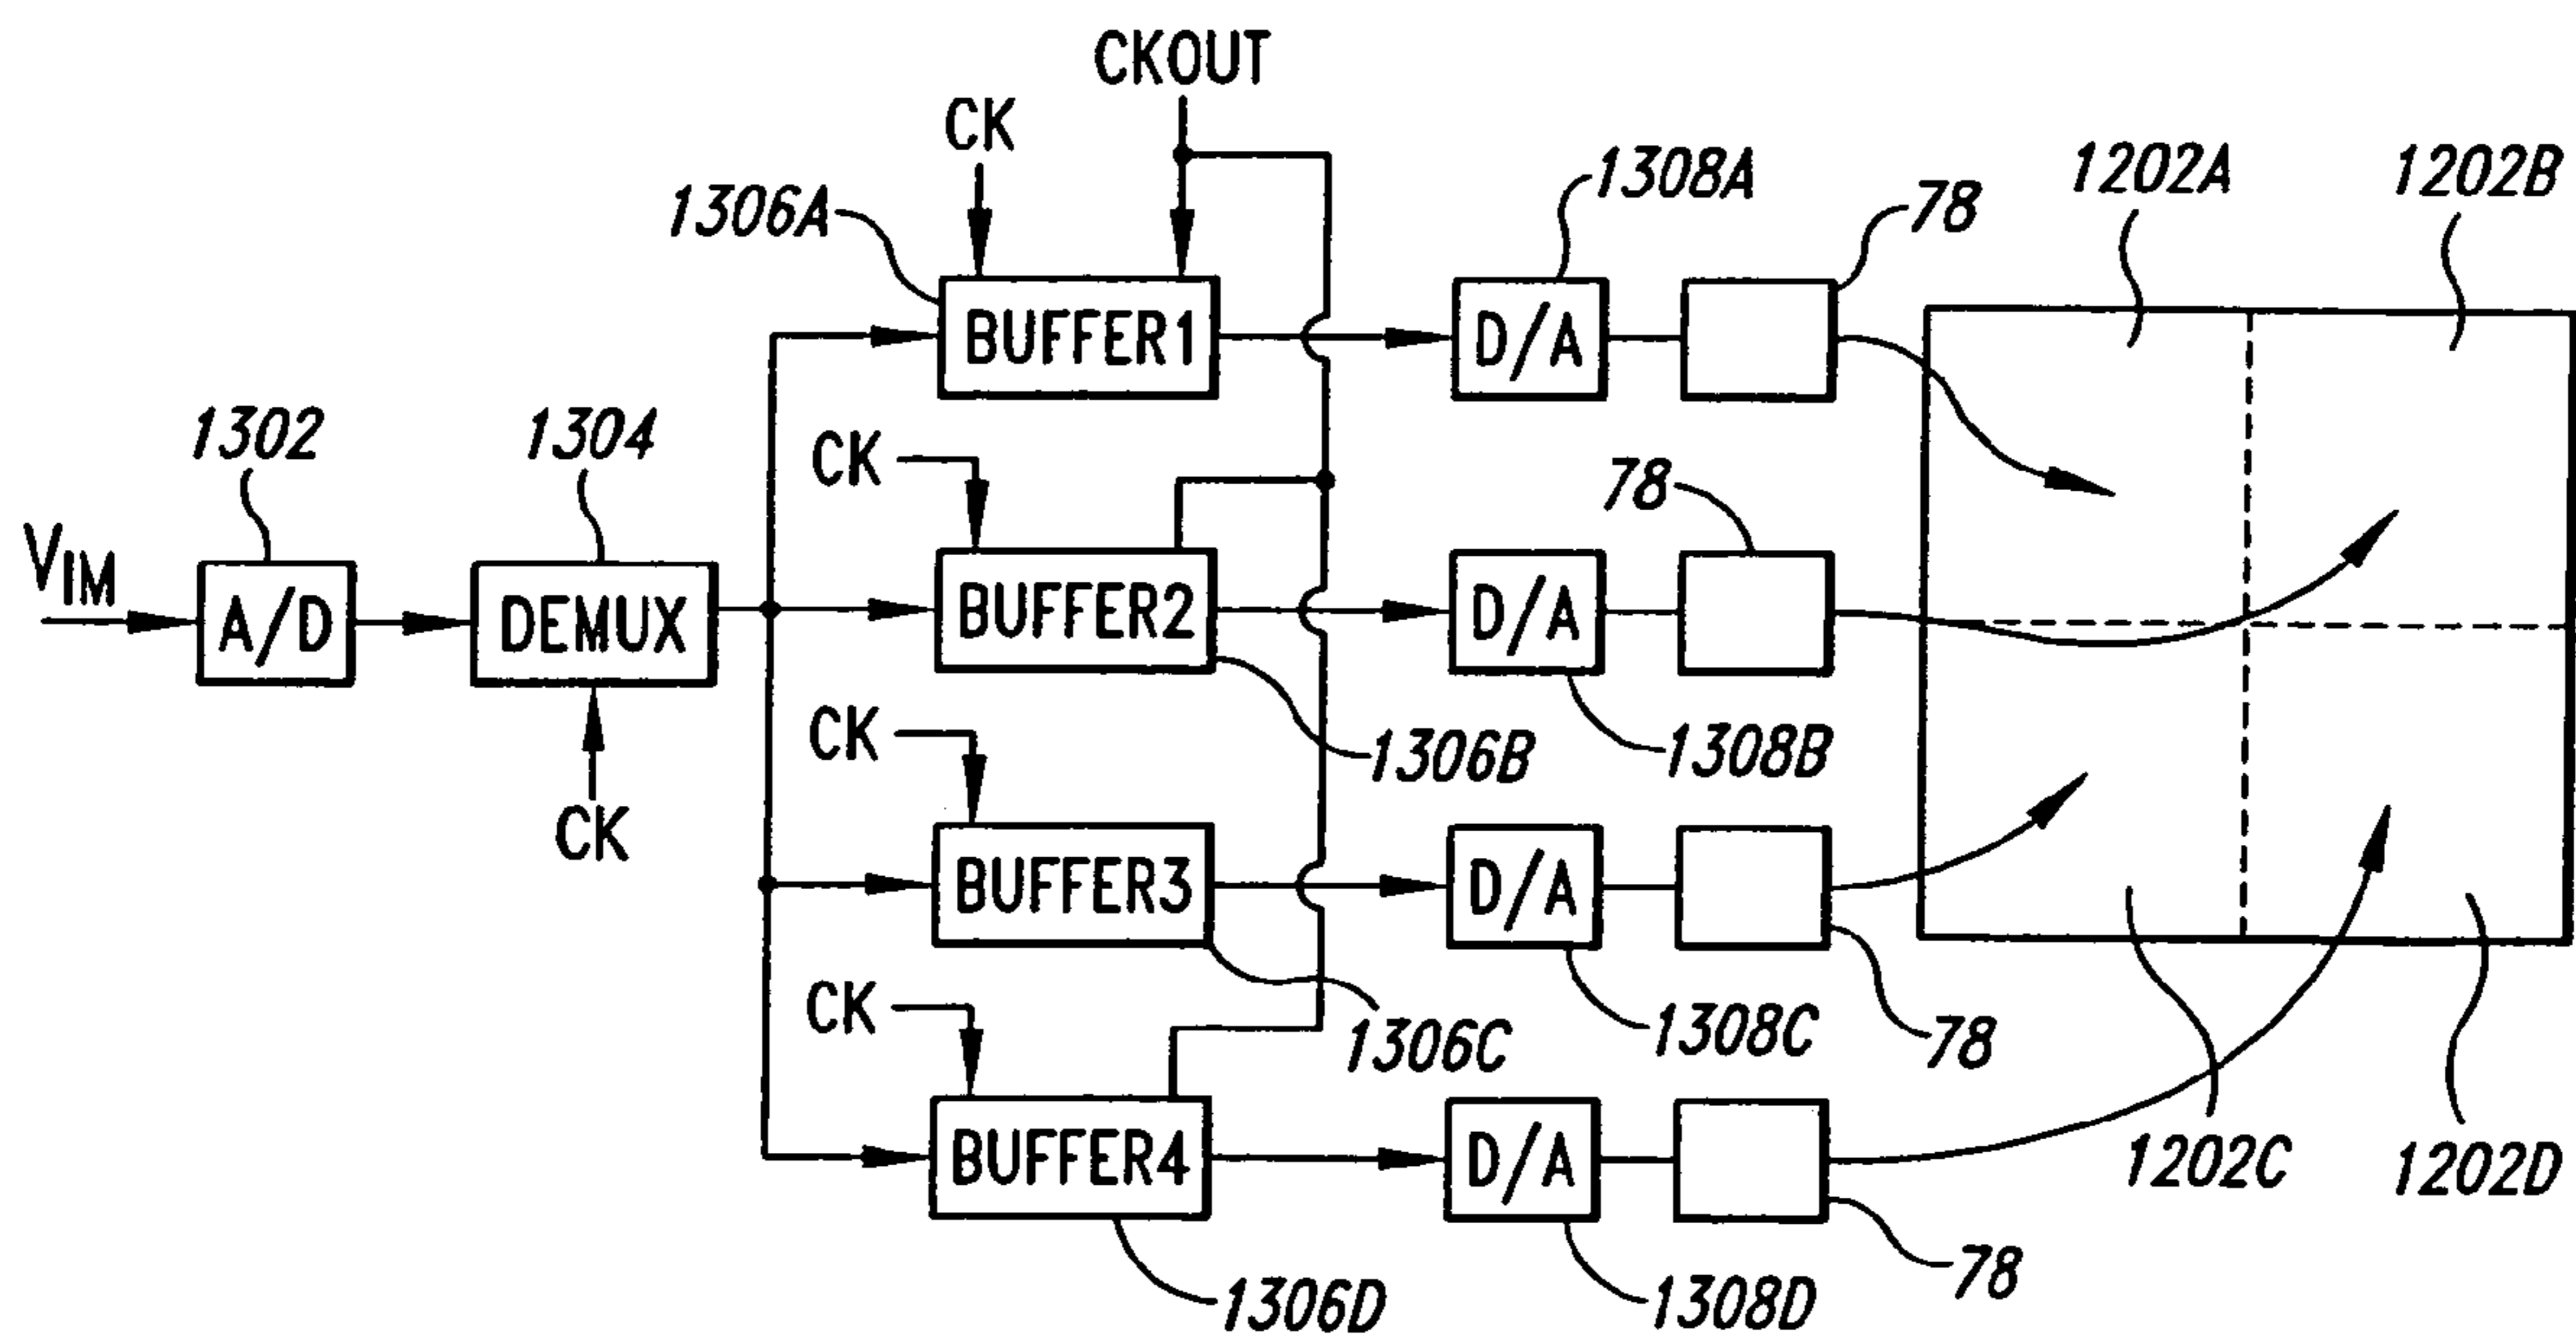 CKOUT
CK
1306A
1308A
78
1202A
1202B
BUFFER1
D/A
1302
1304
CK
78
VIM
A/D
DEMUX
BUFFER2
D/A
CK
1306B
1308B
CK
BUFFER3
D/A
CK
1306C
1308C
78
BUFFER4
D/A
1202C
1202D
1306D
1308D
78